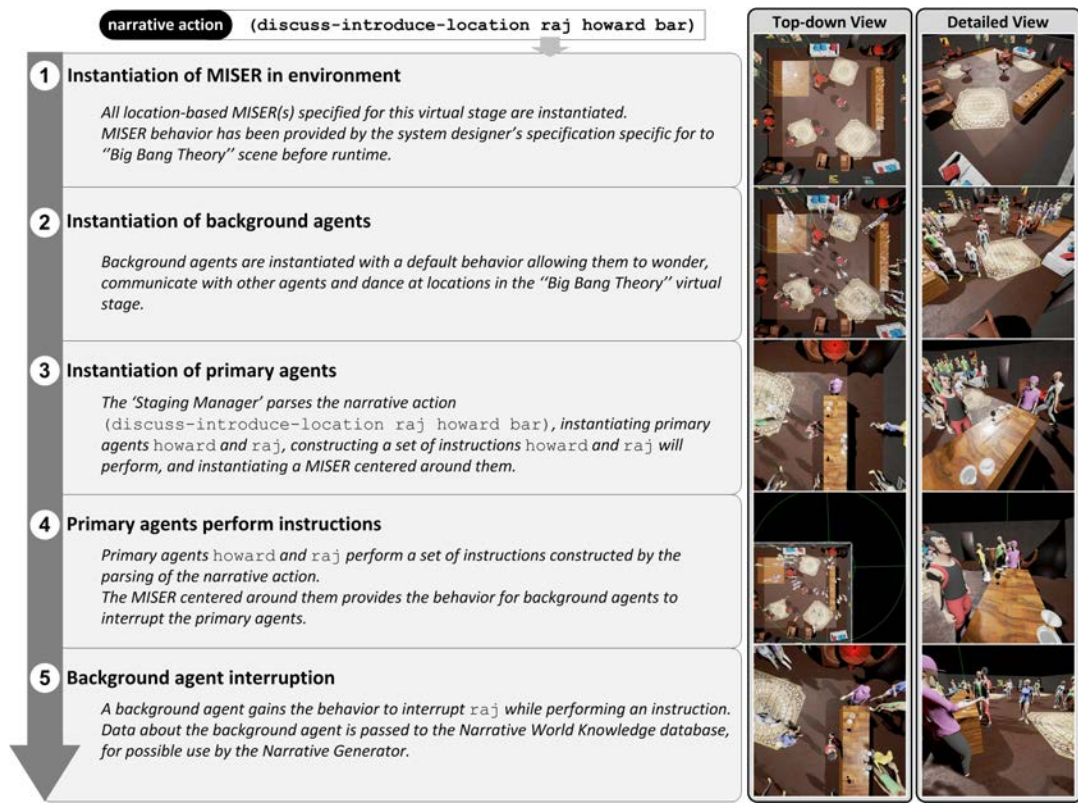 narrative action (discuss-introduce-location raj howard bar)
Top-down View
Detailed View
1 Instantiation of MISER in environment
All location-based MISER(s) specified for this virtual stage are instantiated.
MISER behavior has been provided by the system designer's specification specific for to
''Big Bang Theory'' scene before runtime.
2 Instantiation of background agents
Background agents are instantiated with a default behavior allowing them to wonder,
communicate with other agents and dance at locations in the ''Big Bang Theory'' virtual
stage.
3 Instantiation of primary agents
The 'Staging Manager' parses the narrative action
(discuss-introduce-location raj howard bar), instantiating primary
agents howard and raj, constructing a set of instructions howard and raj will
perform, and instantiating a MISER centered around them.
4 Primary agents perform instructions
Primary agents howard and raj perform a set of instructions constructed by the
parsing of the narrative action.
The MISER centered around them provides the behavior for background agents to
interrupt the primary agents.
5 Background agent interruption
A background agent gains the behavior to interrupt raj while performing an instruction.
Data about the background agent is passed to the Narrative World Knowledge database,
for possible use by the Narrative Generator.